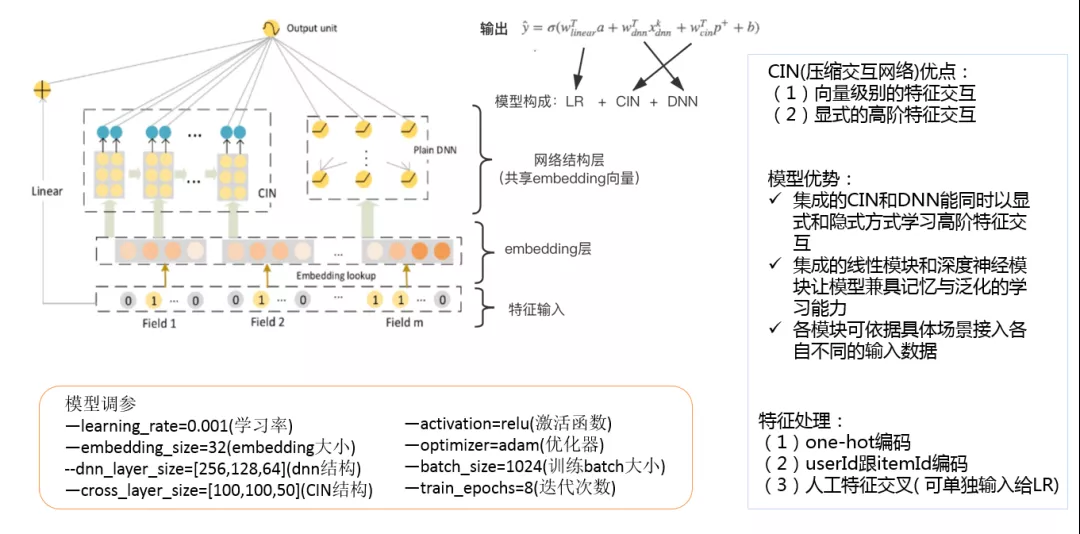 Output unit
输出 ŷ = σ(w^T_linear a + w^T_dnn x^k_dnn + w^T_cin p^+ + b)
模型构成：LR + CIN + DNN
...
Plain DNN
CIN
...
Linear
网络结构层
（共享embedding向量）
...
embedding层
Embedding lookup
0 1 ... 0 0 1 ... 0 ... 1 1 ... 0
特征输入
Field 1 Field 2 Field m
CIN(压缩交互网络)优点：
（1）向量级别的特征交互
（2）显式的高阶特征交互
模型优势：
✓ 集成的CIN和DNN能同时以显
式和隐式方式学习高阶特征交
互
✓ 集成的线性模块和深度神经模
块让模型兼具记忆与泛化的学
习能力
✓ 各模块可依据具体场景接入各
自不同的输入数据
特征处理：
（1）one-hot编码
（2）userId跟itemId编码
（3）人工特征交叉( 可单独输入给LR)
模型调参
—learning_rate=0.001(学习率)
—embedding_size=32(embedding大小)
--dnn_layer_size=[256,128,64](dnn结构)
—cross_layer_size=[100,100,50](CIN结构)
—activation=relu(激活函数)
—optimizer=adam(优化器)
—batch_size=1024(训练batch大小)
—train_epochs=8(迭代次数)